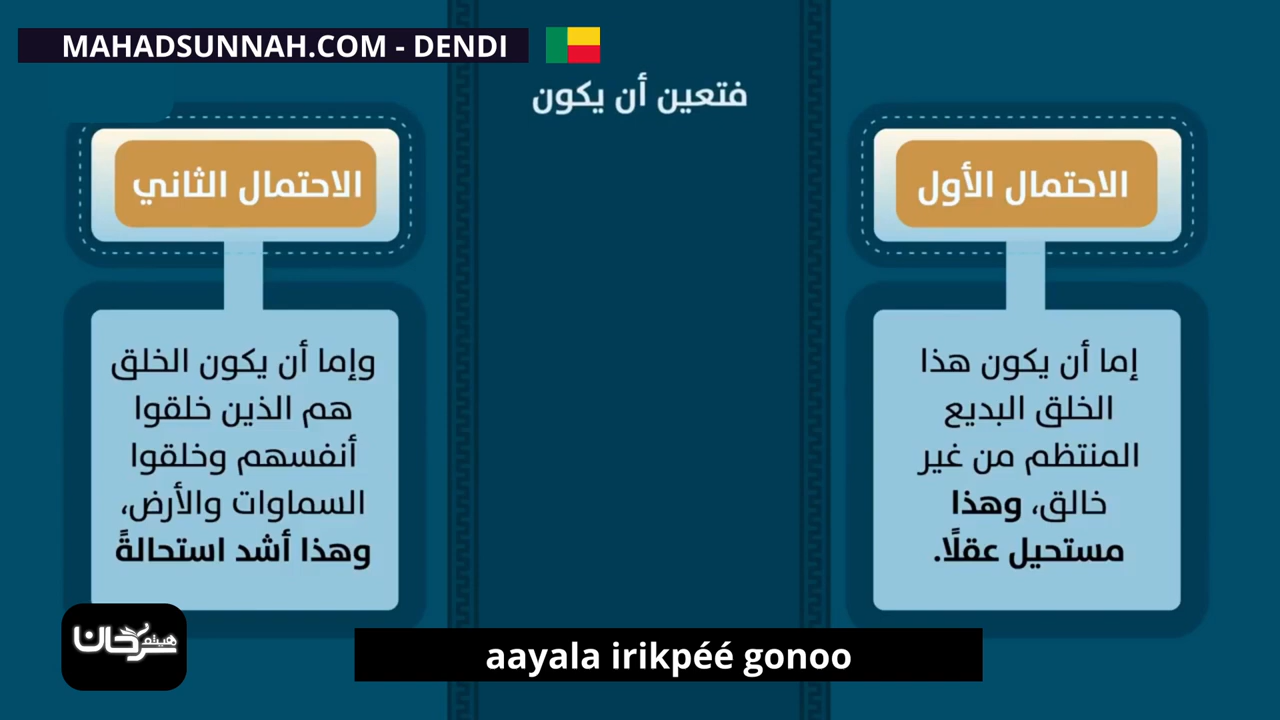 MAHADSUNNAH.COM - DENDI
فتعين أن يكون
الاحتمال الأول
إما أن يكون هذا
الخلق البديع
المنتظم من غير
خالق، وهذا
مستحيل عقلًا.
الاحتمال الثاني
وإما أن يكون الخلق
هم الذين خلقوا
أنفسهم وخلقوا
السماوات والأرض،
وهذا أشد استحالةً
هيثم
سرحان
aayala irikpéé gonoo